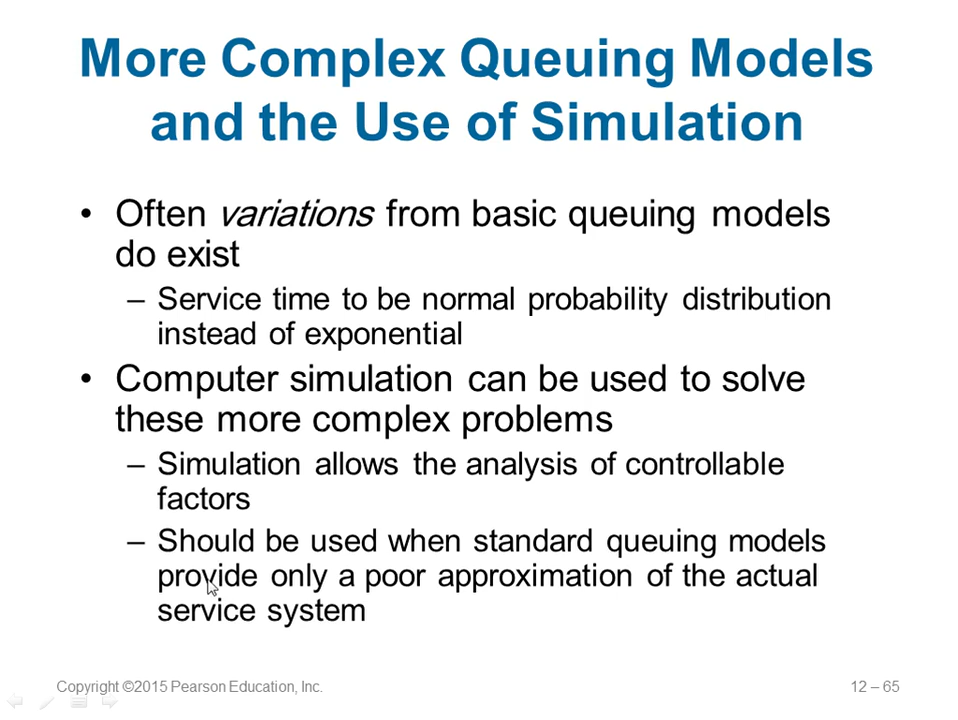 More Complex Queuing Models
and the Use of Simulation
• Often variations from basic queuing models
do exist
– Service time to be normal probability distribution
instead of exponential
• Computer simulation can be used to solve
these more complex problems
– Simulation allows the analysis of controllable
factors
– Should be used when standard queuing models
provide only a poor approximation of the actual
service system
Copyright ©2015 Pearson Education, Inc.
12 – 65